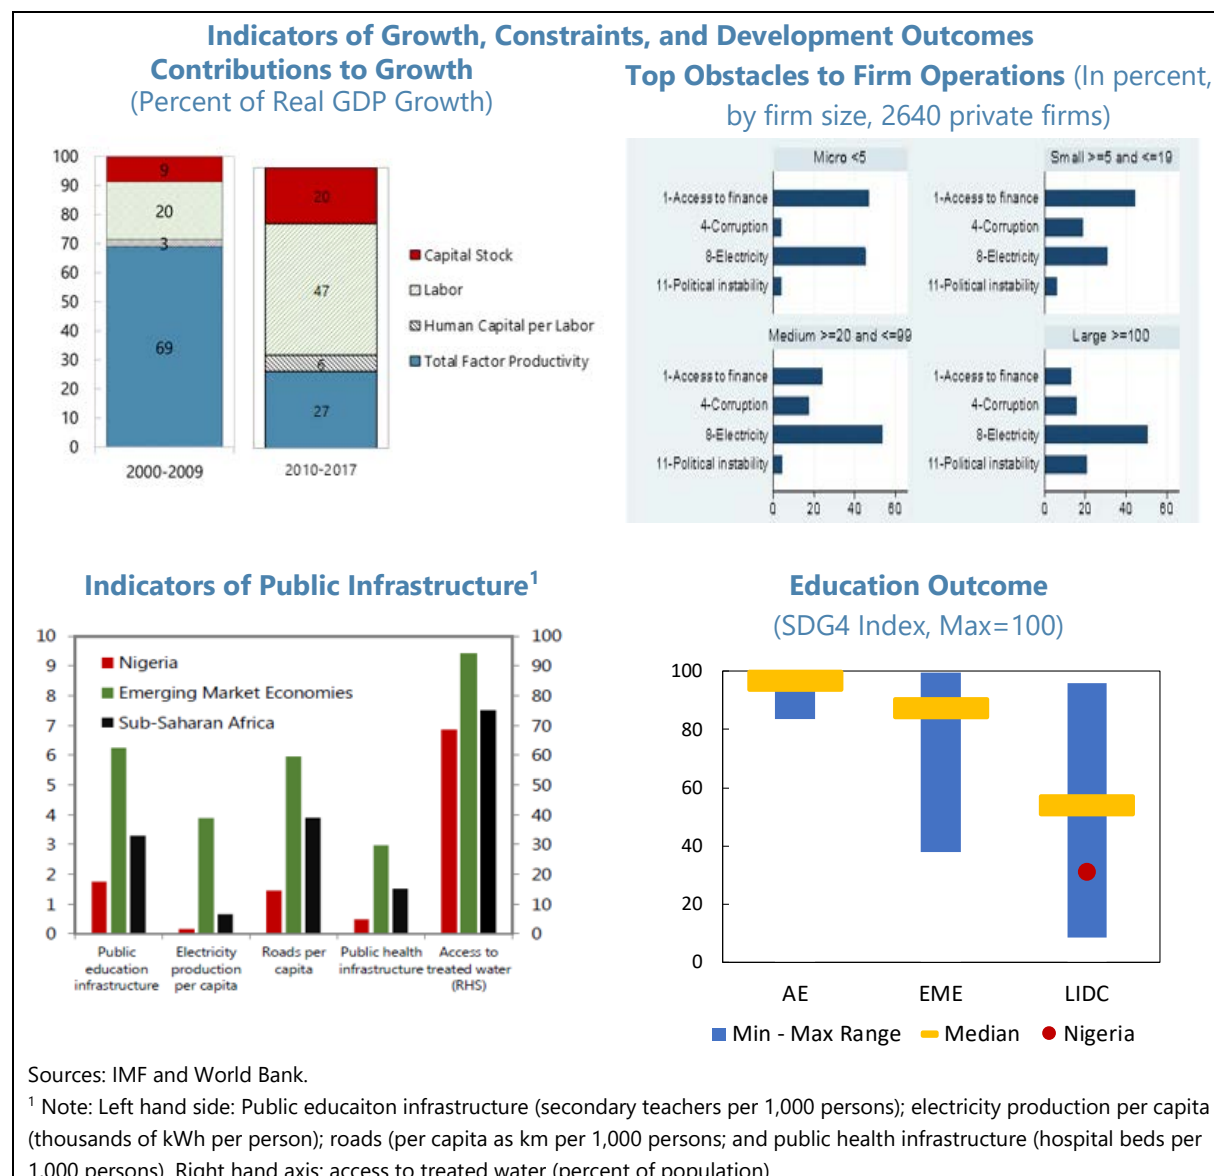 Indicators of Growth, Constraints, and Development Outcomes
Contributions to Growth
(Percent of Real GDP Growth)
100
90
80
70
60
50
40
30
20
10
0
9
20
3
69
20
47
6
27
2000-2009
2010-2017
Capital Stock
Labor
Human Capital per Labor
Total Factor Productivity
Top Obstacles to Firm Operations (In percent,
by firm size, 2640 private firms)
Micro <5
Small >=5 and <=19
1-Access to finance
4-Corruption
8-Electricity
11-Political instability
1-Access to finance
4-Corruption
8-Electricity
11-Political instability
Medium >=20 and <=99
Large >=100
1-Access to finance
4-Corruption
8-Electricity
11-Political instability
1-Access to finance
4-Corruption
8-Electricity
11-Political instability
0 20 40 60
0 20 40 60
Indicators of Public Infrastructure1
10
9
8
7
6
5
4
3
2
1
0
100
90
80
70
60
50
40
30
20
10
0
Nigeria
Emerging Market Economies
Sub-Saharan Africa
Public
education
infrastructure
Electricity
production
per capita
Roads per
capita
Public health
infrastructure
Access to
treated water
(RHS)
Education Outcome
(SDG4 Index, Max=100)
100
80
60
40
20
0
AE EME LIDC
Min - Max Range Median Nigeria
Sources: IMF and World Bank.
1 Note: Left hand side: Public educaiton infrastructure (secondary teachers per 1,000 persons); electricity production per capita
(thousands of kWh per person); roads (per capita as km per 1,000 persons; and public health infrastructure (hospital beds per
1,000 persons). Right hand axis: access to treated water (percent of population)